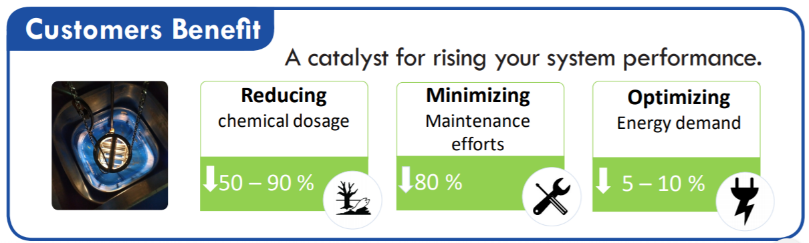 Customers Benefit
A catalyst for rising your system performance.
Reducing
chemical dosage
50 – 90 %
Minimizing
Maintenance
efforts
80 %
Optimizing
Energy demand
5 – 10 %